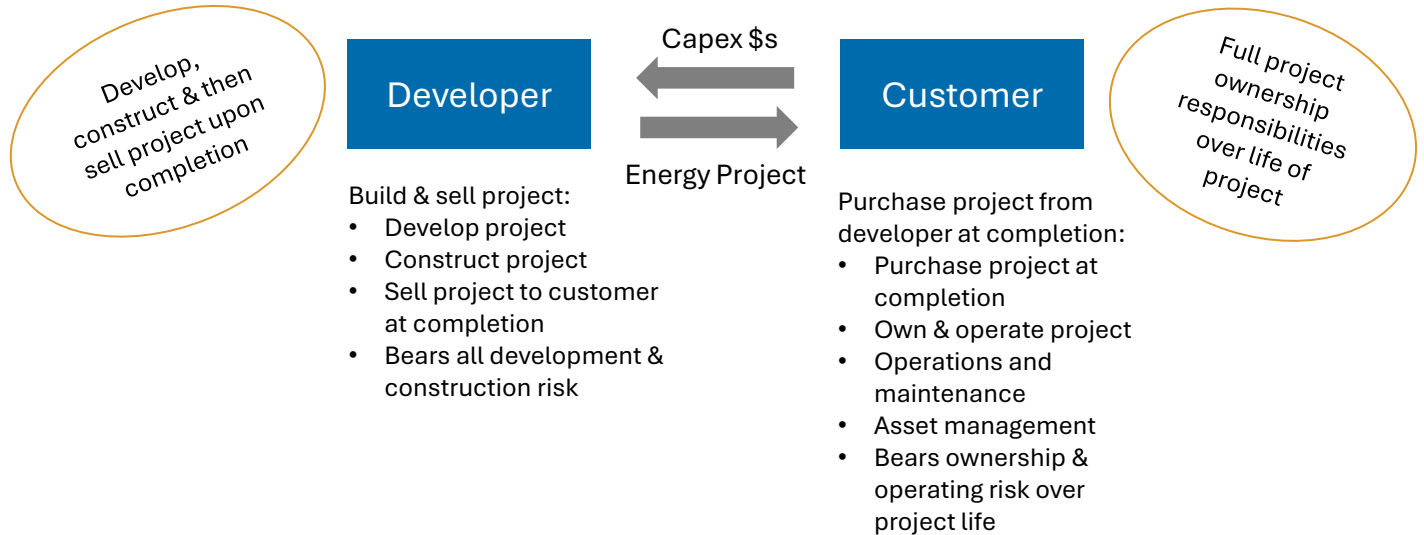 Develop,
construct & then
sell project upon
completion
Developer
Capex $s
Energy Project
Customer
Full project
ownership
responsibilities
over life of
project
Build & sell project:
• Develop project
• Construct project
• Sell project to customer
at completion
• Bears all development &
construction risk
Purchase project from
developer at completion:
• Purchase project at
completion
• Own & operate project
• Operations and
maintenance
• Asset management
• Bears ownership &
operating risk over
project life